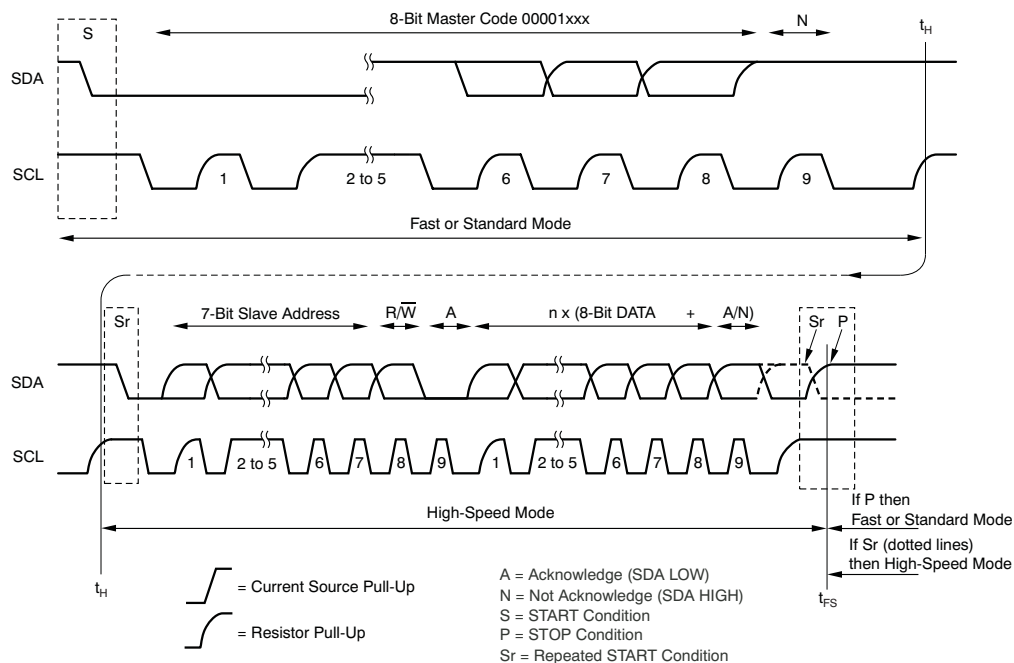 8-Bit Master Code 00001xxx
N
t_H
S
SDA
SCL
1
2 to 5
6
7
8
9
Fast or Standard Mode
Sr
7-Bit Slave Address
R/W̅
A
n x (8-Bit DATA
+
A/N)
Sr
P
SDA
SCL
1
2 to 5
6
7
8
9
1
2 to 5
6
7
8
9
High-Speed Mode
If P then
Fast or Standard Mode
If Sr (dotted lines)
then High-Speed Mode
t_H
t_FS
= Current Source Pull-Up
= Resistor Pull-Up
A = Acknowledge (SDA LOW)
N = Not Acknowledge (SDA HIGH)
S = START Condition
P = STOP Condition
Sr = Repeated START Condition